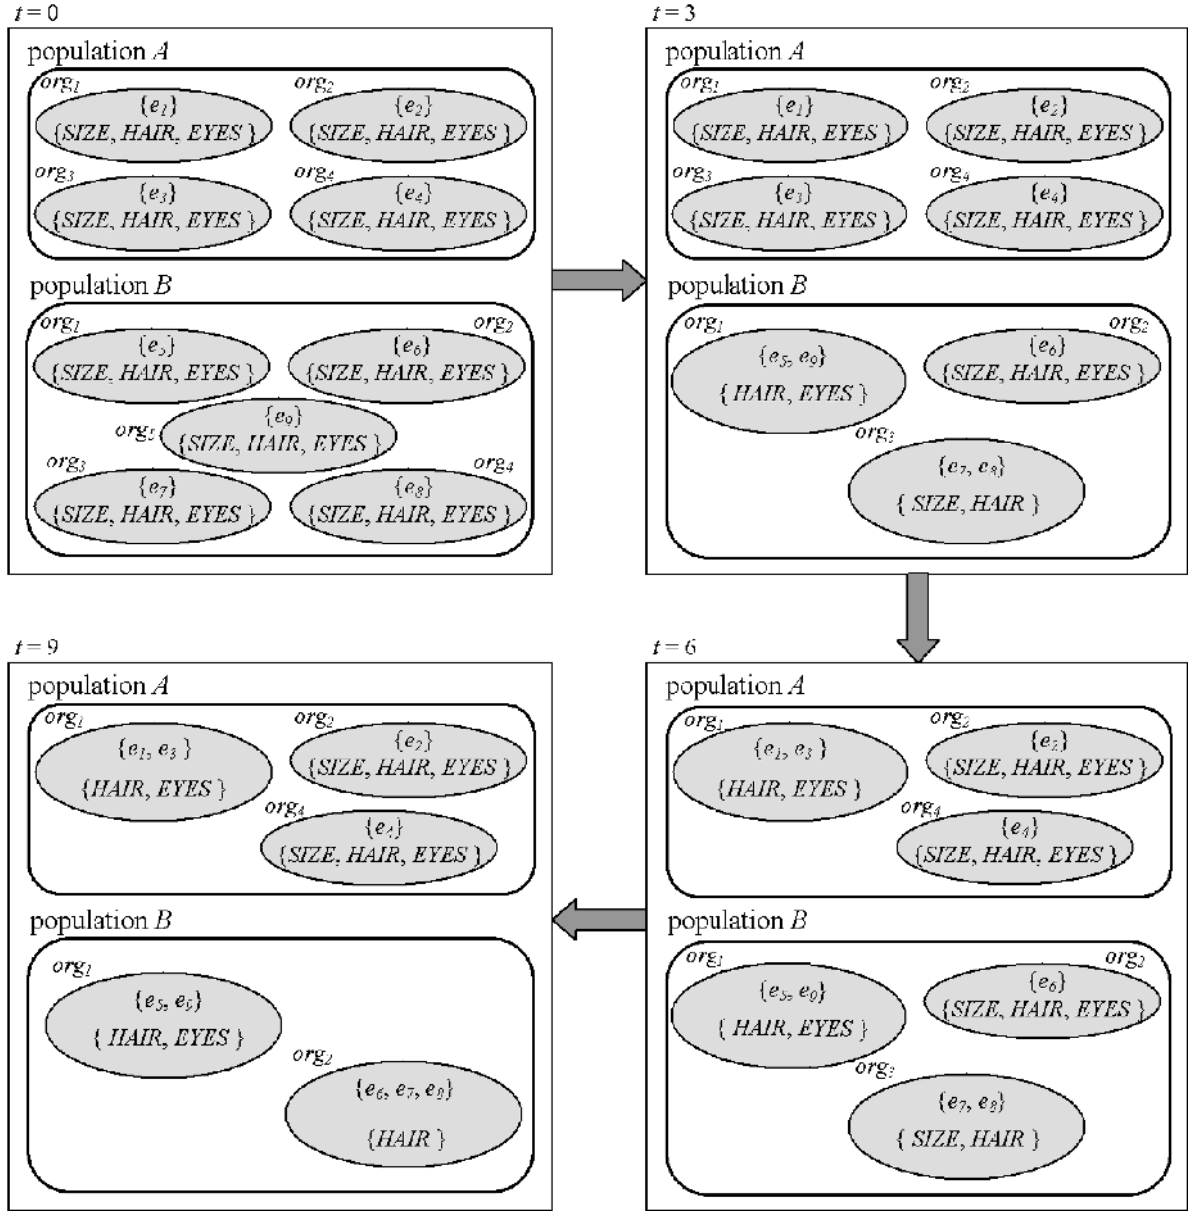 t = 0
population A
org1 org2
{e1} {e2}
{SIZE, HAIR, EYES } {SIZE, HAIR, EYES }
org3 org4
{e3} {e4}
{SIZE, HAIR, EYES } {SIZE, HAIR, EYES }
population B
org1 org2
{e5} {e6}
{SIZE, HAIR, EYES } {SIZE, HAIR, EYES }
{e9}
org5 {SIZE, HAIR, EYES }
org3 org4
{e7} {e8}
{SIZE, HAIR, EYES } {SIZE, HAIR, EYES }
t = 3
population A
org1 org2
{e1} {e2}
{SIZE, HAIR, EYES } {SIZE, HAIR, EYES }
org3 org4
{e3} {e4}
{SIZE, HAIR, EYES } {SIZE, HAIR, EYES }
population B
org1 org2
{e5, e9} {e6}
{ HAIR, EYES } {SIZE, HAIR, EYES }
org3
{e7, e8}
{ SIZE, HAIR }
t = 9
population A
org1 org2
{e1, e3 } {e2}
{HAIR, EYES } {SIZE, HAIR, EYES }
org4
{e4}
{SIZE, HAIR, EYES }
population B
org1
{e5, e9}
{ HAIR, EYES }
org2
{e6, e7, e8}
{HAIR }
t = 6
population A
org1 org2
{e1, e3 } {e2}
{HAIR, EYES } {SIZE, HAIR, EYES }
org4
{e4}
{SIZE, HAIR, EYES }
population B
org1 org2
{e5, e9} {e6}
{ HAIR, EYES } {SIZE, HAIR, EYES }
org3
{e7, e8}
{ SIZE, HAIR }